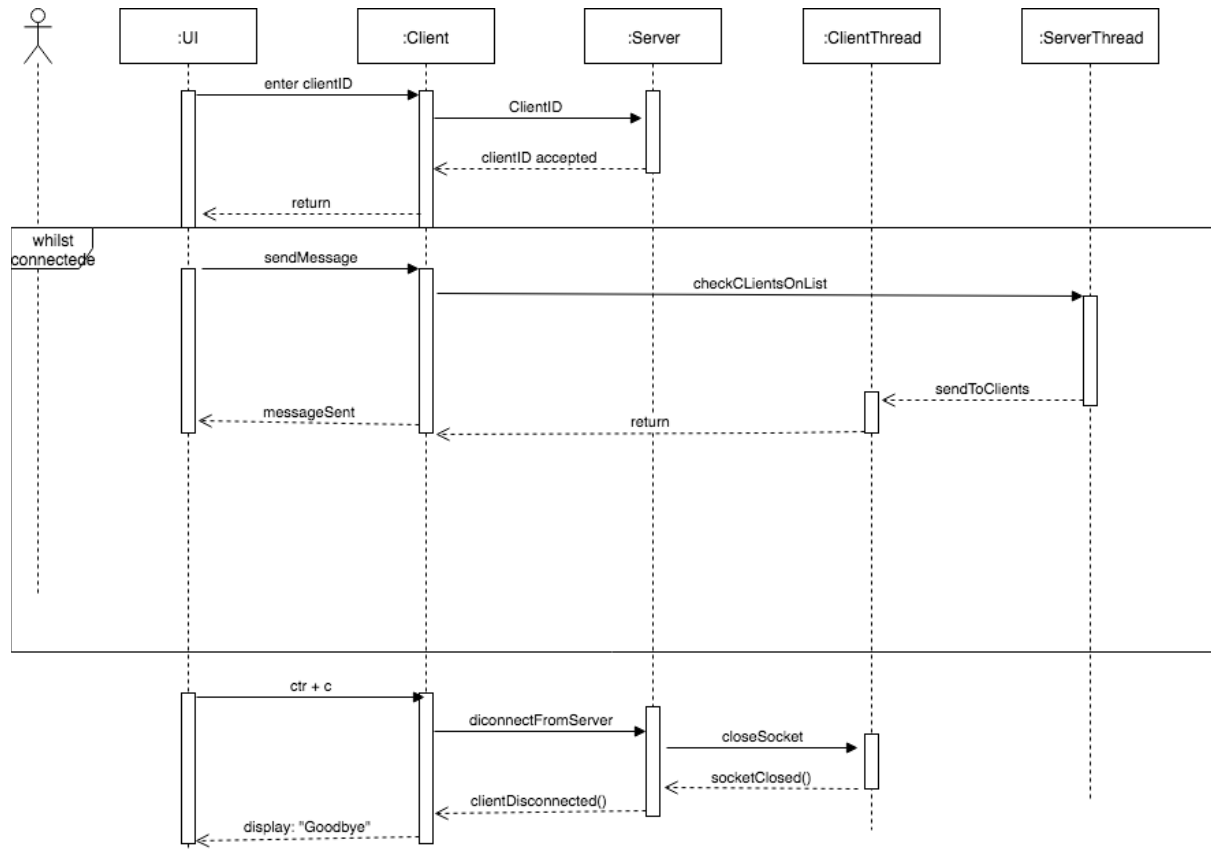 :UI
:Client
:Server
:ClientThread
:ServerThread
enter clientID
ClientID
clientID accepted
return
whilst
connectede
sendMessage
checkCLientsOnList
sendToClients
messageSent
return
ctr + c
diconnectFromServer
closeSocket
socketClosed()
clientDisconnected()
display: "Goodbye"